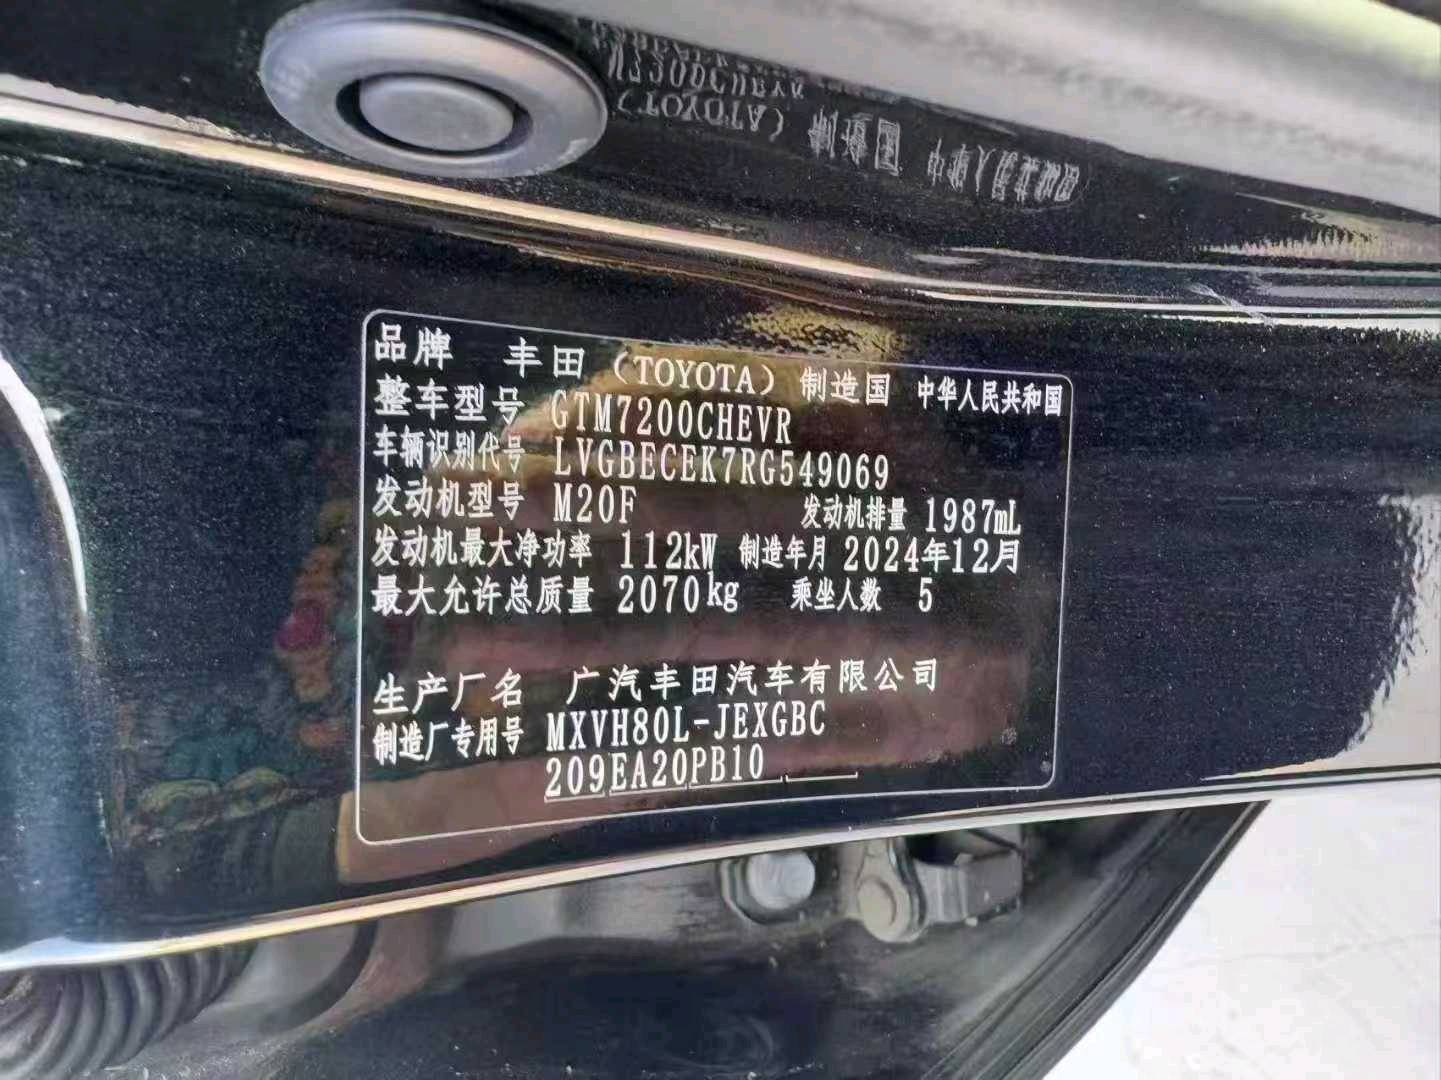 品牌 丰田 (TOYOTA) 制造国 中华人民共和国
整车型号 GTM7200CHEVR
车辆识别代号 LVGBECEK7RG549069
发动机型号 M20F 发动机排量 1987mL
发动机最大净功率 112kW 制造年月 2024年12月
最大允许总质量 2070kg 乘坐人数 5
生产厂名 广汽丰田汽车有限公司
制造厂专用号 MXVH80L-JEXGBC
209EA20PB10